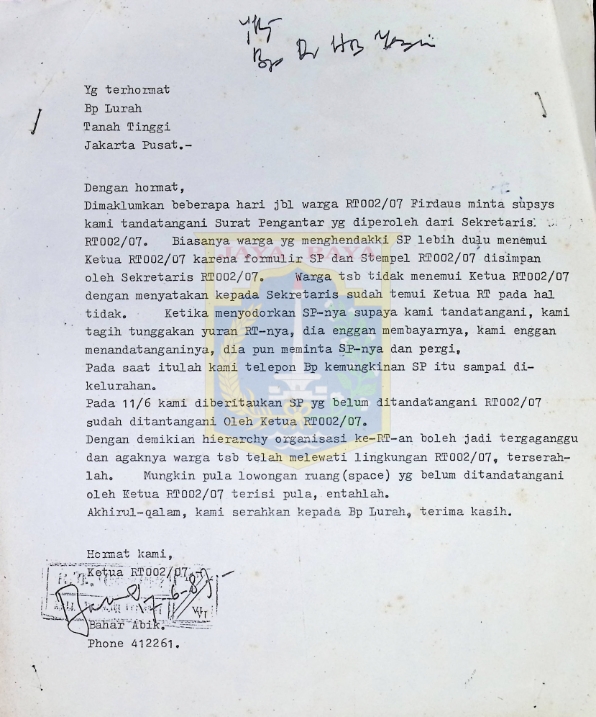 Bp Dr HB Yasin
Yg terhormat
Bp Lurah
Tanah Tinggi
Jakarta Pusat.-
Dengan hormat,
Dimaklumkan beberapa hari jbl warga RT002/07 Firdaus minta supsys
kami tandatangani Surat Pengantar yg diperoleh dari Sekretaris
RT002/07. Biasanya warga yg menghendakki SP lebih dulu menemui
Ketua RT002/07 karena formulir SP dan Stempel RT002/07 disimpan
oleh Sekretaris RT002/07. Warga tsb tidak menemui Ketua RT002/07
dengan menyatakan kepada Sekretaris sudah temui Ketua RT pada hal
tidak. Ketika menyodorkan SP-nya supaya kami tandatangani, kami
tagih tunggakan yuran RT-nya, dia enggan membayarnya, kami enggan
menandatanganinya, dia pun meminta SP-nya dan pergi,
Pada saat itulah kami telepon Bp kemungkinan SP itu sampai di-
kelurahan.
Pada 11/6 kami diberitaukan SP yg belum ditandatangani RT002/07
sudah ditantangani Oleh Ketua RT002/07.
Dengan demikian hierarchy organisasi ke-RT-an boleh jadi tergaganggu
dan agaknya warga tsb telah melewati lingkungan RT002/07, terserah-
lah. Mungkin pula lowongan ruang(space) yg belum ditandatangani
oleh Ketua RT002/07 terisi pula, entahlah.
Akhirul-qalam, kami serahkan kepada Bp Lurah, terima kasih.
Hormat kami,
Ketua RT002/07,-
Bahar Abik.
Phone 412261.
JAYA RAYA